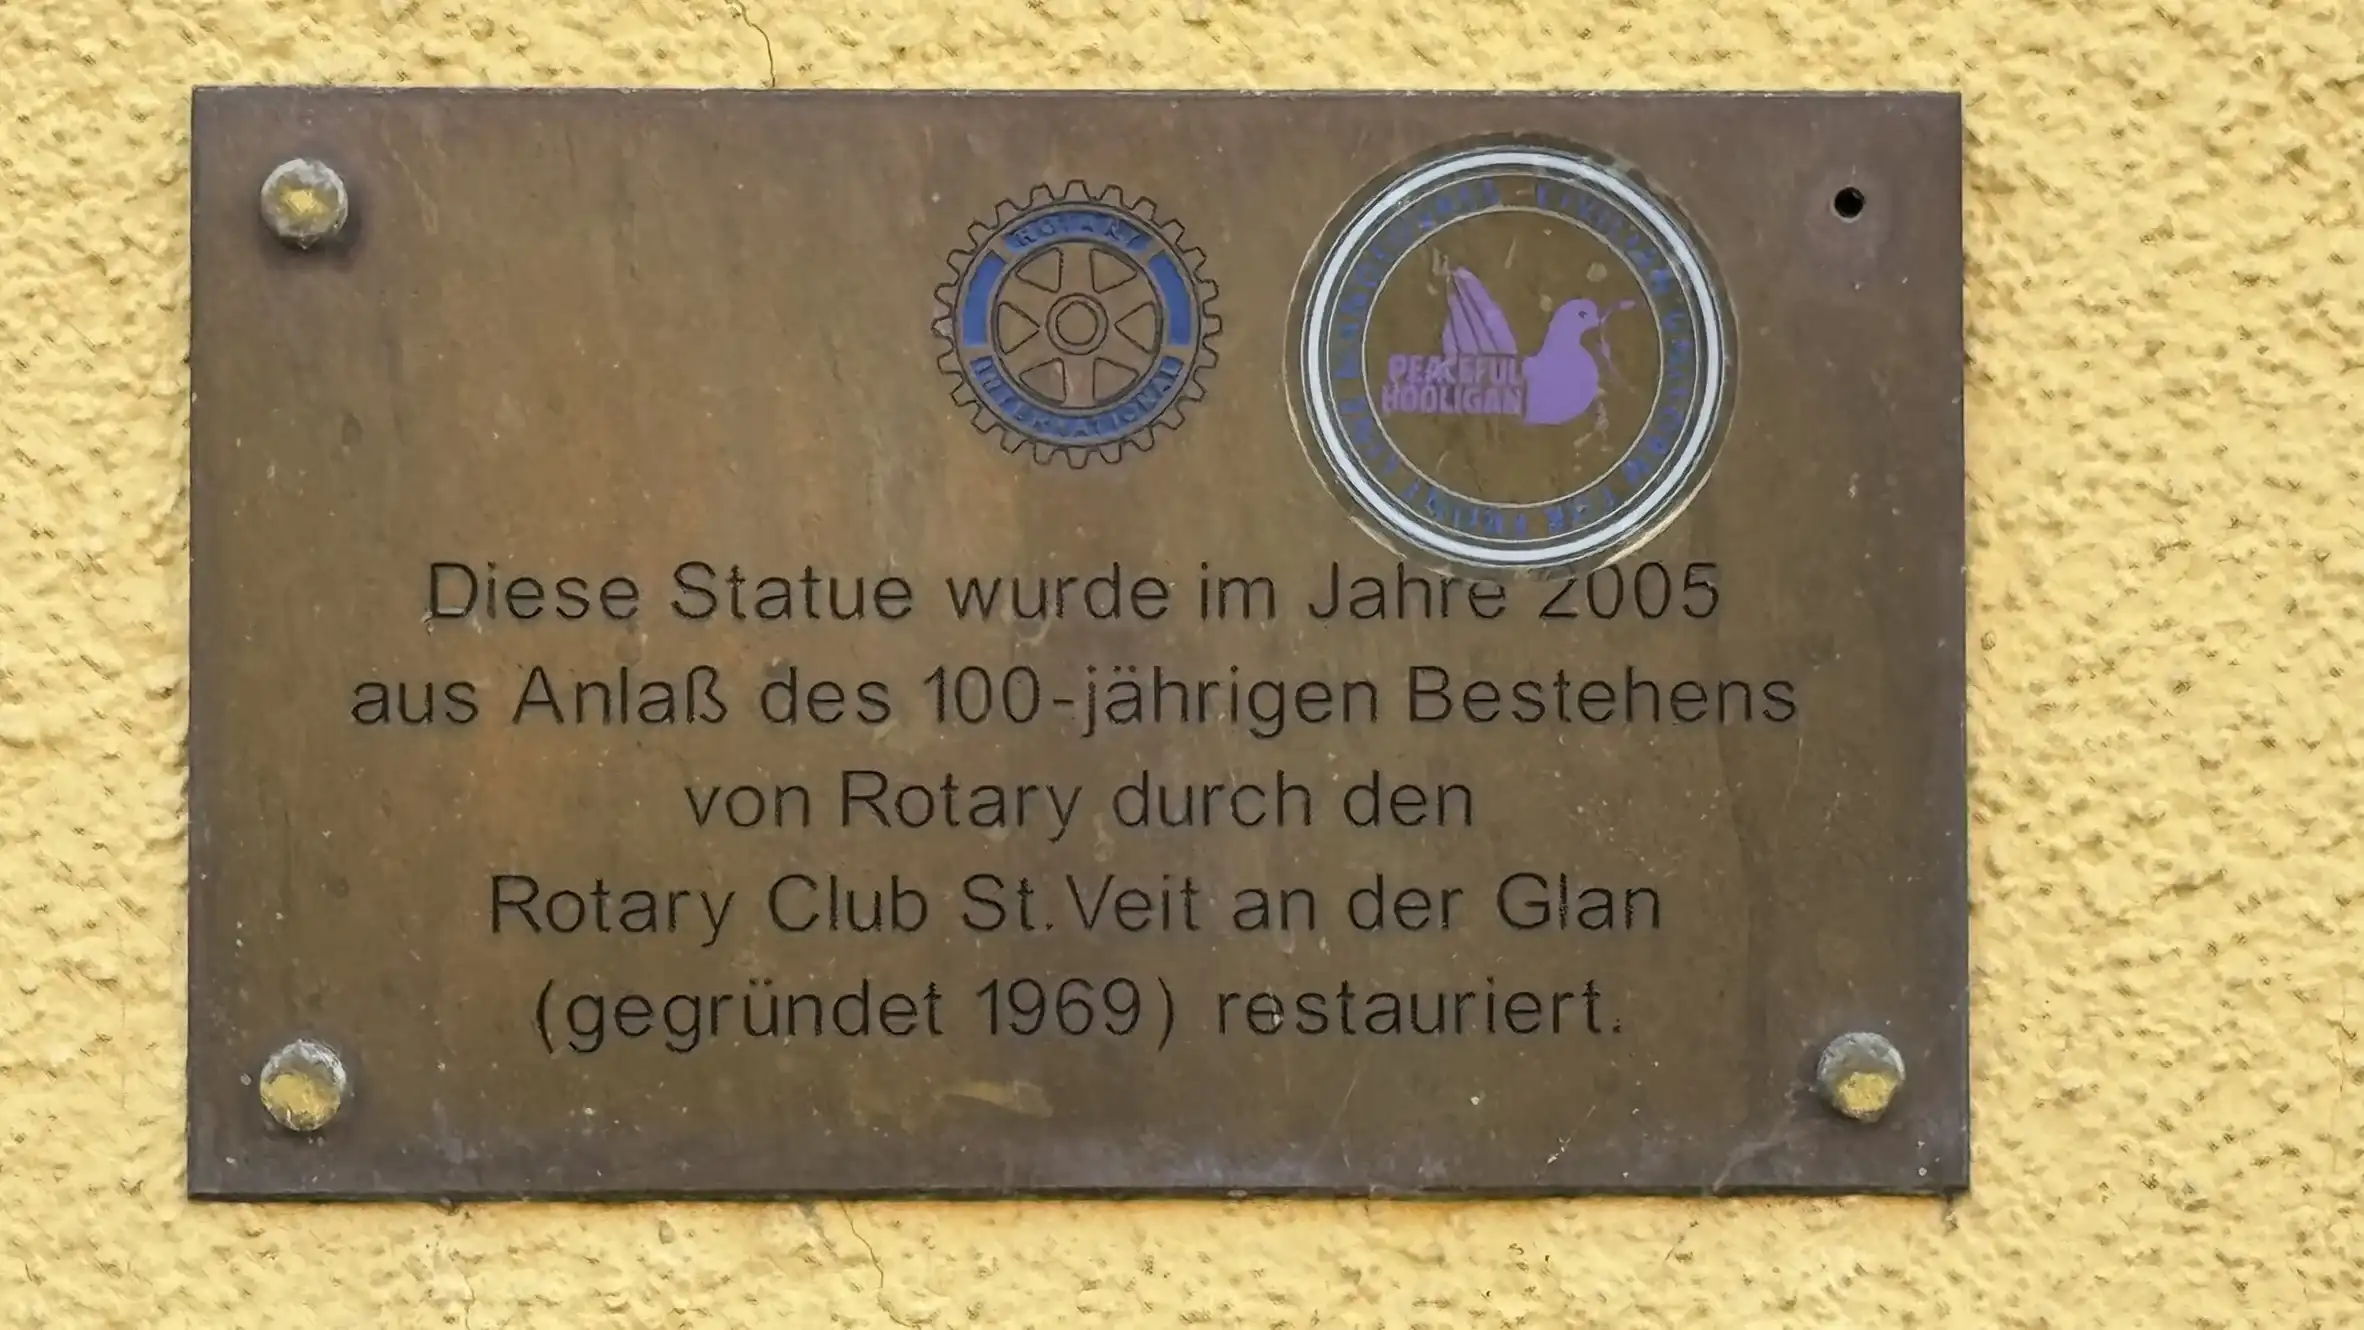 ROTARY
INTERNATIONAL
PEACEFUL
HOOLIGAN
Diese Statue wurde im Jahre 2005
aus Anlaß des 100-jährigen Bestehens
von Rotary durch den
Rotary Club St. Veit an der Glan
(gegründet 1969) restauriert.